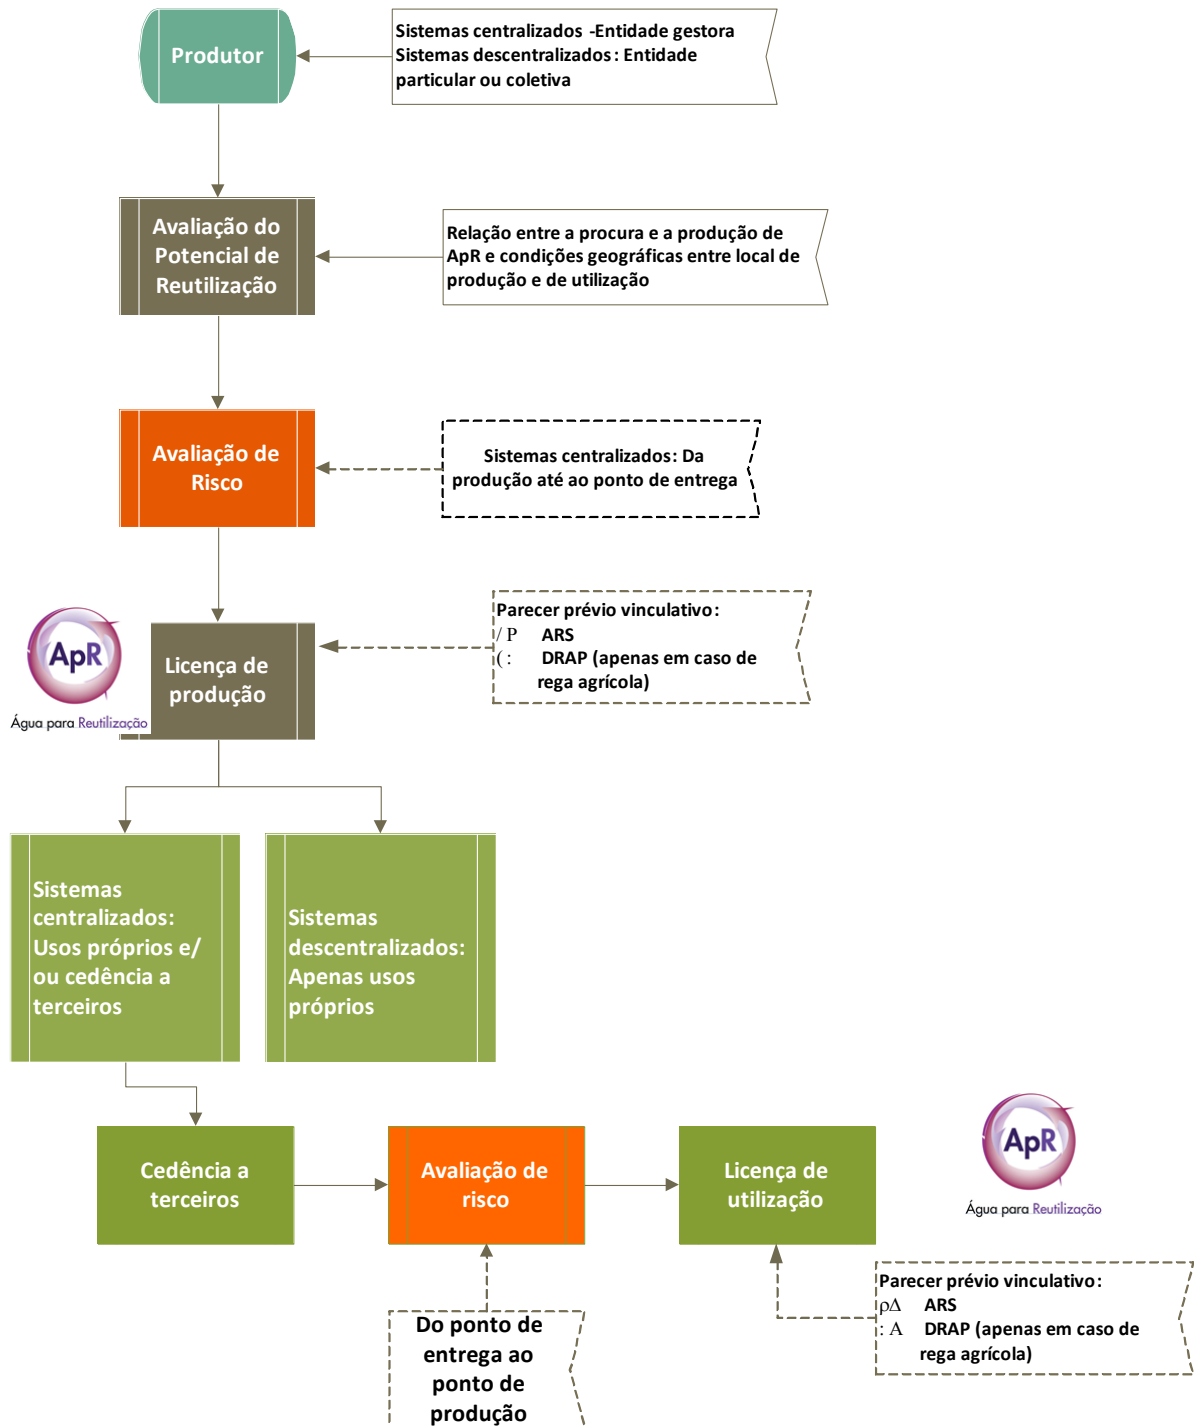 Produtor
Sistemas centralizados -Entidade gestora
Sistemas descentralizados: Entidade
particular ou coletiva
Avaliação do
Potencial de
Reutilização
Relação entre a procura e a produção de
ApR e condições geográficas entre local de
produção e de utilização
Avaliação de
Risco
Sistemas centralizados: Da
produção até ao ponto de entrega
ApR
Água para Reutilização
Licença de
produção
Parecer prévio vinculativo:
/ P ARS
( : DRAP (apenas em caso de
rega agrícola)
Sistemas
centralizados:
Usos próprios e/
ou cedência a
terceiros
Sistemas
descentralizados:
Apenas usos
próprios
Cedência a
terceiros
Avaliação de
risco
Licença de
utilização
ApR
Água para Reutilização
Do ponto de
entrega ao
ponto de
produção
Parecer prévio vinculativo:
ρΔ ARS
: A DRAP (apenas em caso de
rega agrícola)